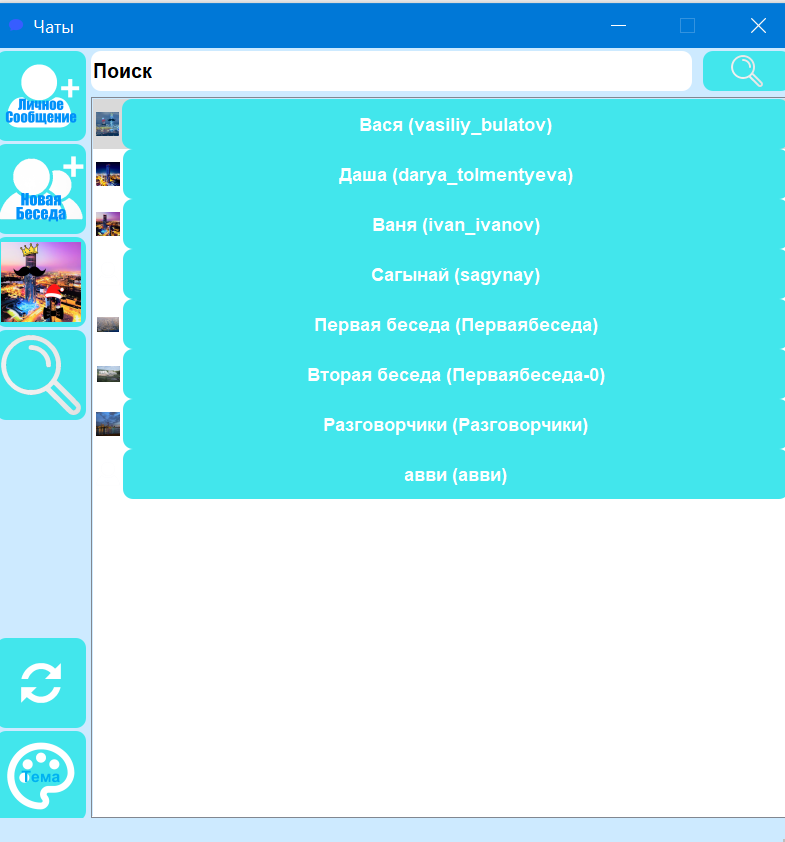 Чаты
Поиск
Личное
Сообщение
Новая
Беседа
Вася (vasiliy_bulatov)
Даша (darya_tolmentyeva)
Ваня (ivan_ivanov)
Сагынай (sagynay)
Первая беседа (Перваябеседа)
Вторая беседа (Перваябеседа-0)
Разговорчики (Разговорчики)
авви (авви)
Тема